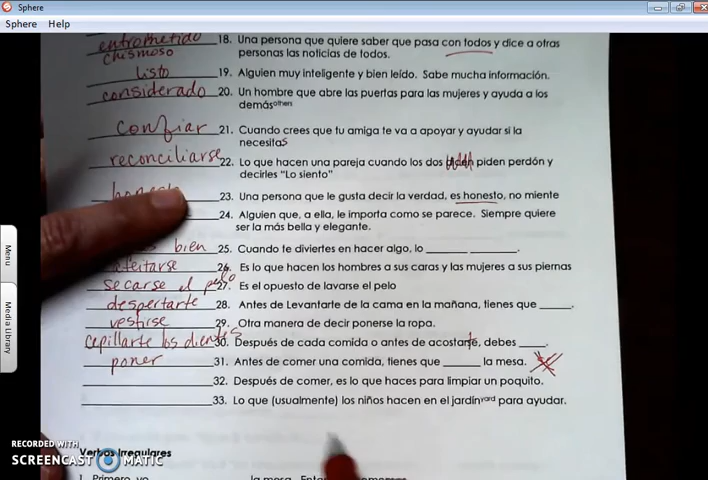 Sphere
Sphere Help
entrometido 18. Una persona que quiere saber que pasa con todos y dice a otras
chismoso personas las noticias de todos.
listo 19. Alguien muy inteligente y bien leído. Sabe mucha información.
considerado 20. Un hombre que abre las puertas para las mujeres y ayuda a los
demás others
confiar 21. Cuando crees que tu amiga te va a apoyar y ayudar si la
necesitas
reconciliarse 22. Lo que hacen una pareja cuando los dos piden perdón y
decirles "Lo siento"
23. Una persona que le gusta decir la verdad, es honesto, no miente
24. Alguien que, a ella, le importa como se parece. Siempre quiere
ser la más bella y elegante.
bien 25. Cuando te diviertes en hacer algo, lo ______ ______.
afeitarse 26. Es lo que hacen los hombres a sus caras y las mujeres a sus piernas
secarse el pelo 27. Es el opuesto de lavarse el pelo
despertarte 28. Antes de Levantarte de la cama en la mañana, tienes que _____.
vestirse 29. Otra manera de decir ponerse la ropa.
cepillarte los dientes 30. Después de cada comida o antes de acostarte, debes ____.
poner 31. Antes de comer una comida, tienes que ______ la mesa.
32. Después de comer, es lo que haces para limpiar un poquito.
33. Lo que (usualmente) los niños hacen en el jardín yard para ayudar.
Verbos Irregulares
1. Primero, yo la mesa.
Menu
Media Library
RECORDED WITH
SCREENCAST MATIC